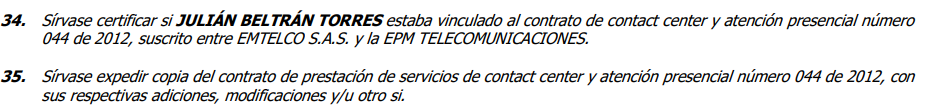 34. Sírvase certificar si JULIÁN BELTRÁN TORRES estaba vinculado al contrato de contact center y atención presencial número
044 de 2012, suscrito entre EMTELCO S.A.S. y la EPM TELECOMUNICACIONES.
35. Sírvase expedir copia del contrato de prestación de servicios de contact center y atención presencial número 044 de 2012, con
sus respectivas adiciones, modificaciones y/u otro si.